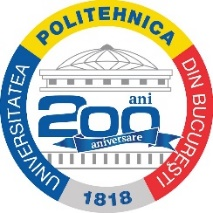 UNIVERSITATEA
POLITEHNICA
DIN BUCUREȘTI
200
ani
aniversare
1818